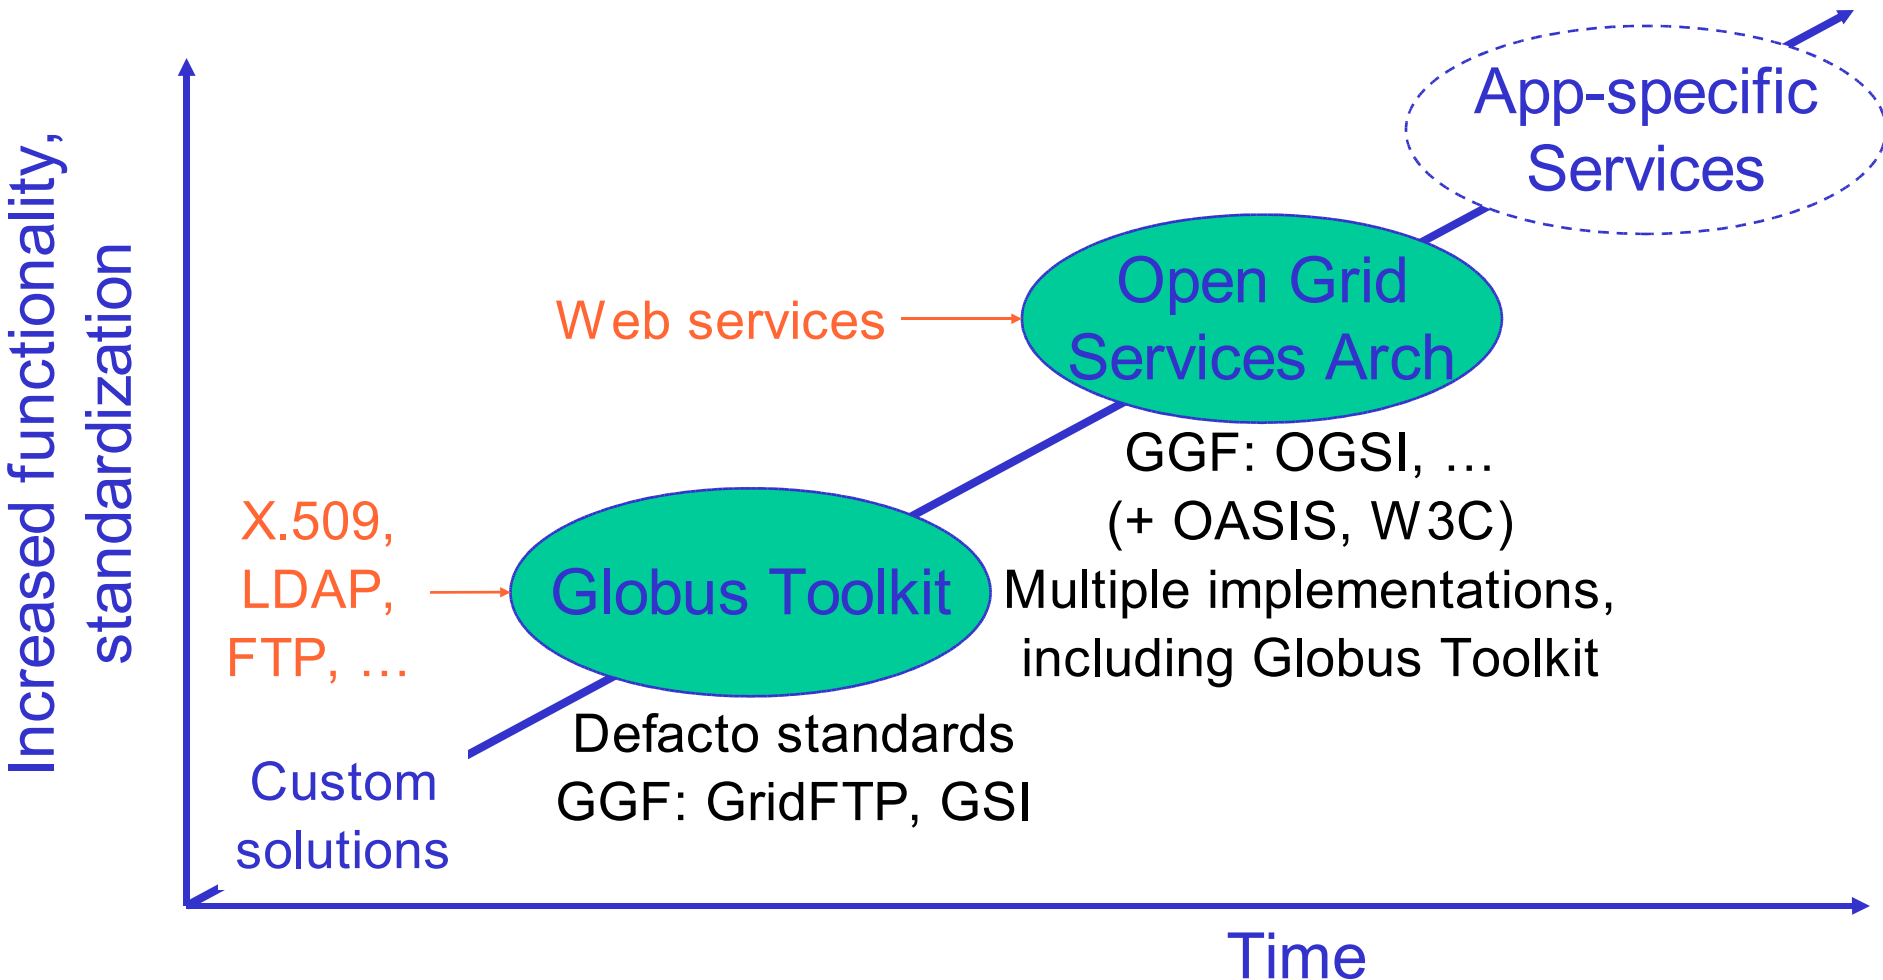 Increased functionality,
standardization
App-specific
Services
Open Grid
Services Arch
Web services
GGF: OGSI, …
(+ OASIS, W3C)
Multiple implementations,
including Globus Toolkit
X.509,
LDAP,
FTP, …
Globus Toolkit
Defacto standards
GGF: GridFTP, GSI
Custom
solutions
Time